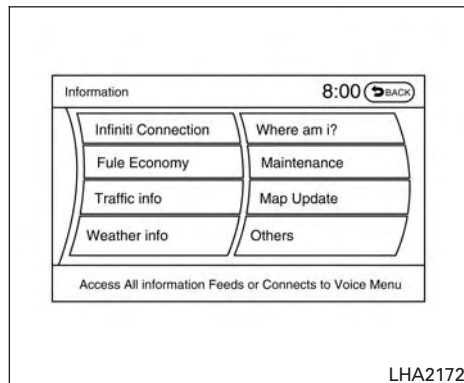 Information 8:00 BACK
Infiniti Connection Where am i?
Fule Economy Maintenance
Traffic info Map Update
Weather info Others
Access All information Feeds or Connects to Voice Menu
LHA2172